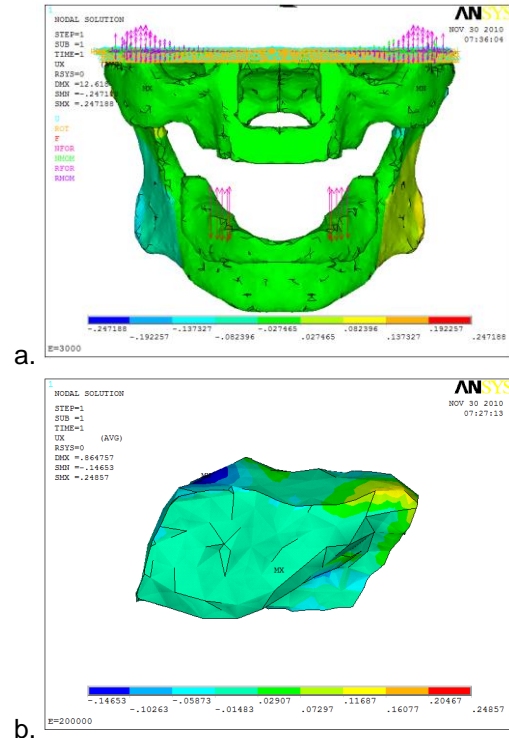 1
NODAL SOLUTION
STEP=1
SUB =1
TIME=1
UX (AVG)
RSYS=0
DMX =12.618
SMN =-.247188
SMX =.247188
U
ROT
F
NFOR
NMOM
RFOR
RMOM
ANSYS
NOV 30 2010
07:36:04
MX
MN
-.247188 -.137327 -.027465 .082396 .192257
-.192257 -.082396 .027465 .137327 .247188
E=3000
a.
1
NODAL SOLUTION
STEP=1
SUB =1
TIME=1
UX (AVG)
RSYS=0
DMX =.864757
SMN =-.14653
SMX =.24857
ANSYS
NOV 30 2010
07:27:13
MX
-.14653 -.05873 .02907 .11687 .20467
-.10263 -.01483 .07297 .16077 .24857
E=200000
b.